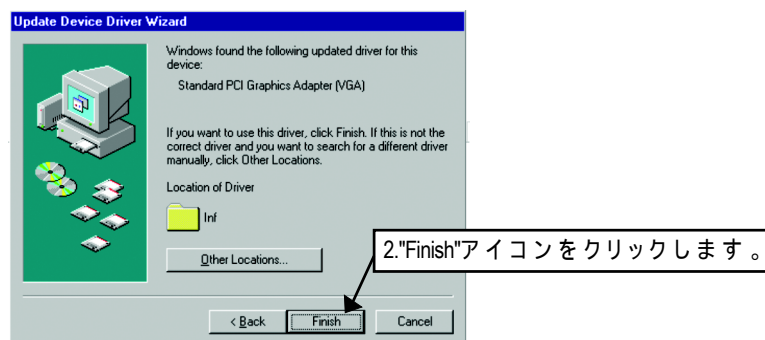 Update Device Driver Wizard
Windows found the following updated driver for this
device:
Standard PCI Graphics Adapter (VGA)
If you want to use this driver, click Finish. If this is not the
correct driver and you want to search for a different driver
manually, click Other Locations.
Location of Driver
Inf
Other Locations...
2."Finish"アイコンをクリックします。
< Back
Finish
Cancel